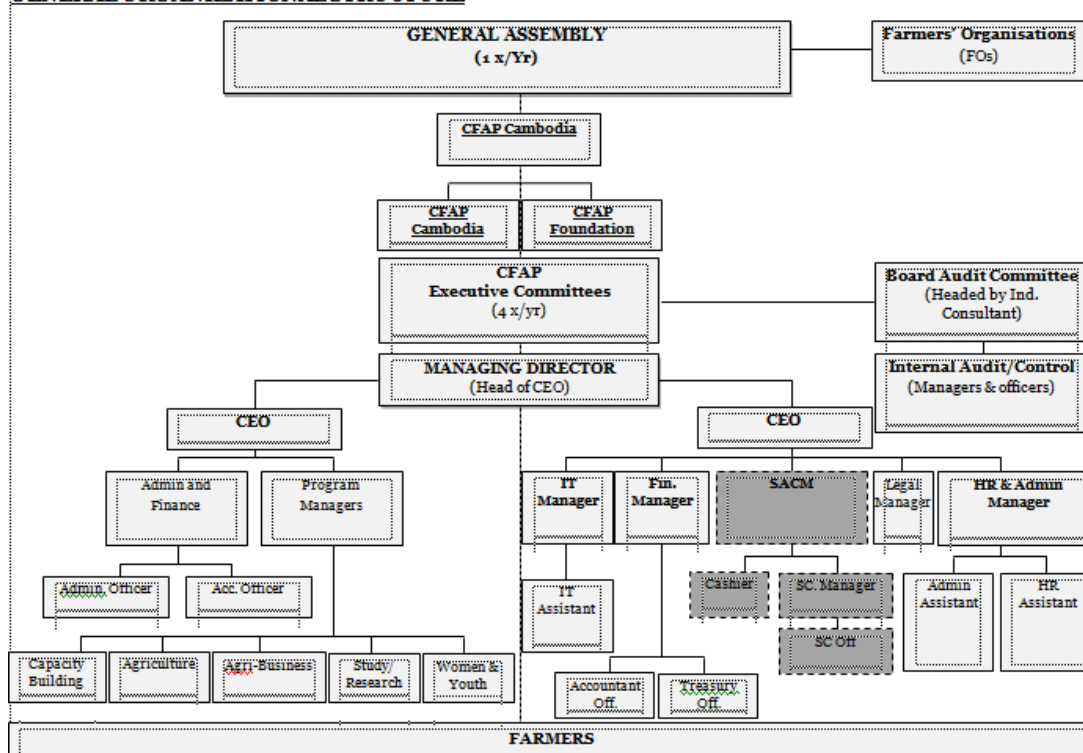 GENERAL ORGANIZATIONAL STRUCTURE
GENERAL ASSEMBLY
(1 x/Yr)
Farmers' Organisations
(FOs)
CFAP Cambodia
CFAP
Cambodia
CFAP
Foundation
CFAP
Executive Committees
(4 x/yr)
Board Audit Committee
(Headed by Ind.
Consultant)
MANAGING DIRECTOR
(Head of CEO)
Internal Audit/Control
(Managers & officers)
CEO
CEO
Admin and
Finance
Program
Managers
IT
Manager
Fin.
Manager
SACM
Legal
Manager
HR & Admin
Manager
Admin. Officer
Acc. Officer
IT
Assistant
Cashier
SC. Manager
SC Off
Admin
Assistant
HR
Assistant
Capacity
Building
Agriculture
Agri-Business
Study/
Research
Women &
Youth
Accountant
Off.
Treasury
Off.
FARMERS